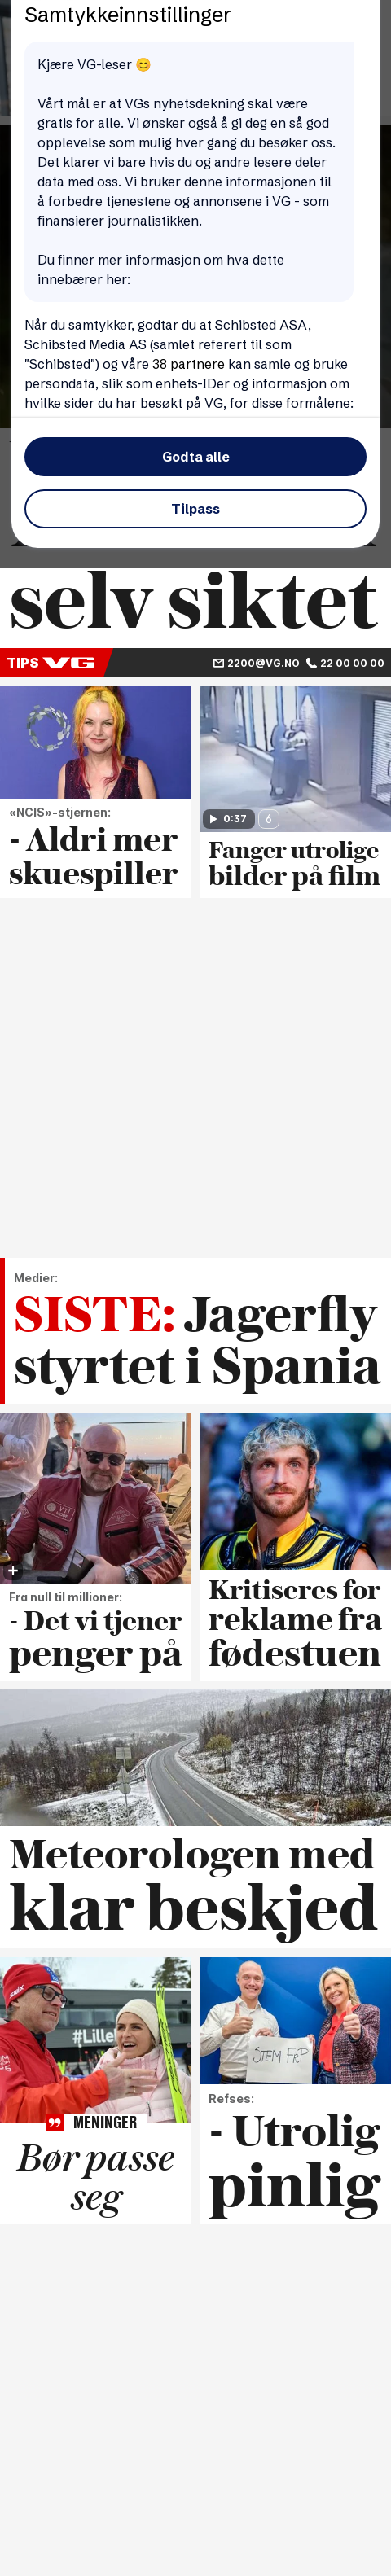 Samtykkeinnstillinger
Kjære VG-leser 😊
Vårt mål er at VGs nyhetsdekning skal være
gratis for alle. Vi ønsker også å gi deg en så god
opplevelse som mulig hver gang du besøker oss.
Det klarer vi bare hvis du og andre lesere deler
data med oss. Vi bruker denne informasjonen til
å forbedre tjenestene og annonsene i VG - som
finansierer journalistikken.
Du finner mer informasjon om hva dette
innebærer her:
Når du samtykker, godtar du at Schibsted ASA,
Schibsted Media AS (samlet referert til som
"Schibsted") og våre 38 partnere kan samle og bruke
persondata, slik som enhets-IDer og informasjon om
hvilke sider du har besøkt på VG, for disse formålene:
Godta alle
Tilpass
selv siktet
TIPS VG
2200@VG.NO 22 00 00 00
0:37 6
«NCIS»-stjernen:
- Aldri mer
skuespiller
Fanger utrolige
bilder på film
Medier:
SISTE: Jagerfly
styrtet i Spania
Fra null til millioner:
- Det vi tjener
penger på
Kritiseres for
reklame fra
fødestuen
Meteorologen med
klar beskjed
#Lille
STEM FRP
MENINGER
Bør passe
seg
Refses:
- Utrolig
pinlig